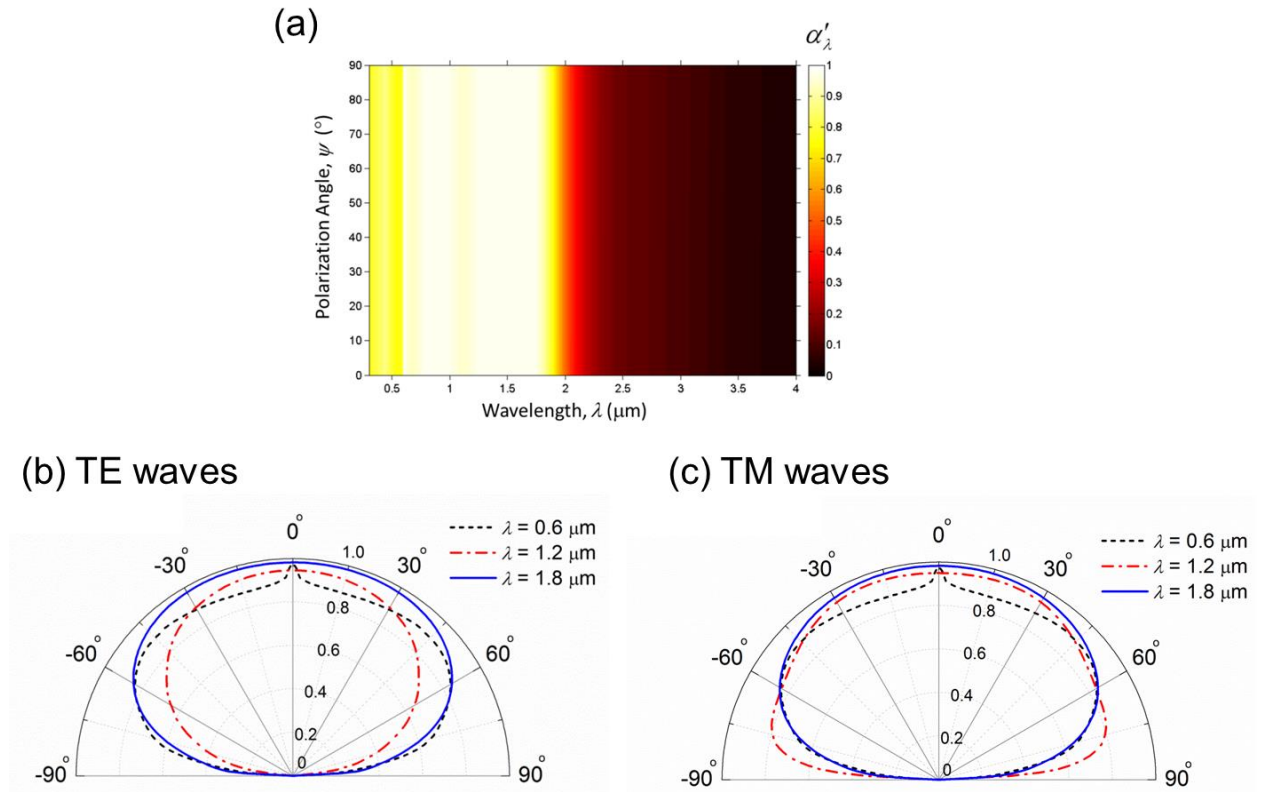 (a)
α′λ
Polarization Angle, ψ (°)
90
80
70
60
50
40
30
20
10
0
0.5 1 1.5 2 2.5 3 3.5 4
Wavelength, λ (μm)
1
0.9
0.8
0.7
0.6
0.5
0.4
0.3
0.2
0.1
0
(b) TE waves
λ = 0.6 μm
λ = 1.2 μm
λ = 1.8 μm
0°
-30° 1.0 30°
0.8
-60° 0.6 60°
0.4
0.2
-90° 0 90°
(c) TM waves
λ = 0.6 μm
λ = 1.2 μm
λ = 1.8 μm
0°
-30° 1.0 30°
0.8
-60° 0.6 60°
0.4
0.2
-90° 0 90°